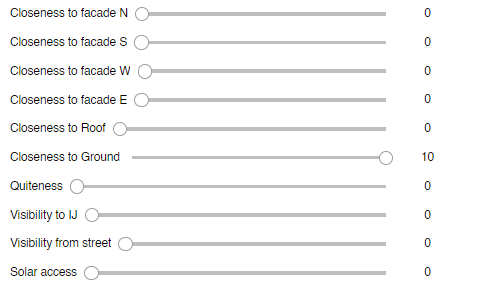 Closeness to facade N 0
Closeness to facade S 0
Closeness to facade W 0
Closeness to facade E 0
Closeness to Roof 0
Closeness to Ground 10
Quiteness 0
Visibility to IJ 0
Visibility from street 0
Solar access 0